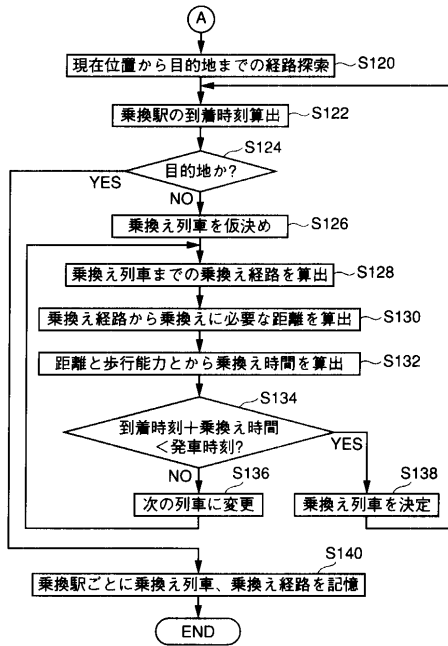 A
現在位置から目的地までの経路探索
S120
乗換駅の到着時刻算出
S122
S124
目的地か?
YES
NO
乗換え列車を仮決め
S126
乗換え列車までの乗換え経路を算出
S128
乗換え経路から乗換えに必要な距離を算出
S130
距離と歩行能力とから乗換え時間を算出
S132
S134
到着時刻+乗換え時間
<発車時刻?
YES
NO
S136
次の列車に変更
S138
乗換え列車を決定
S140
乗換駅ごとに乗換え列車、乗換え経路を記憶
END